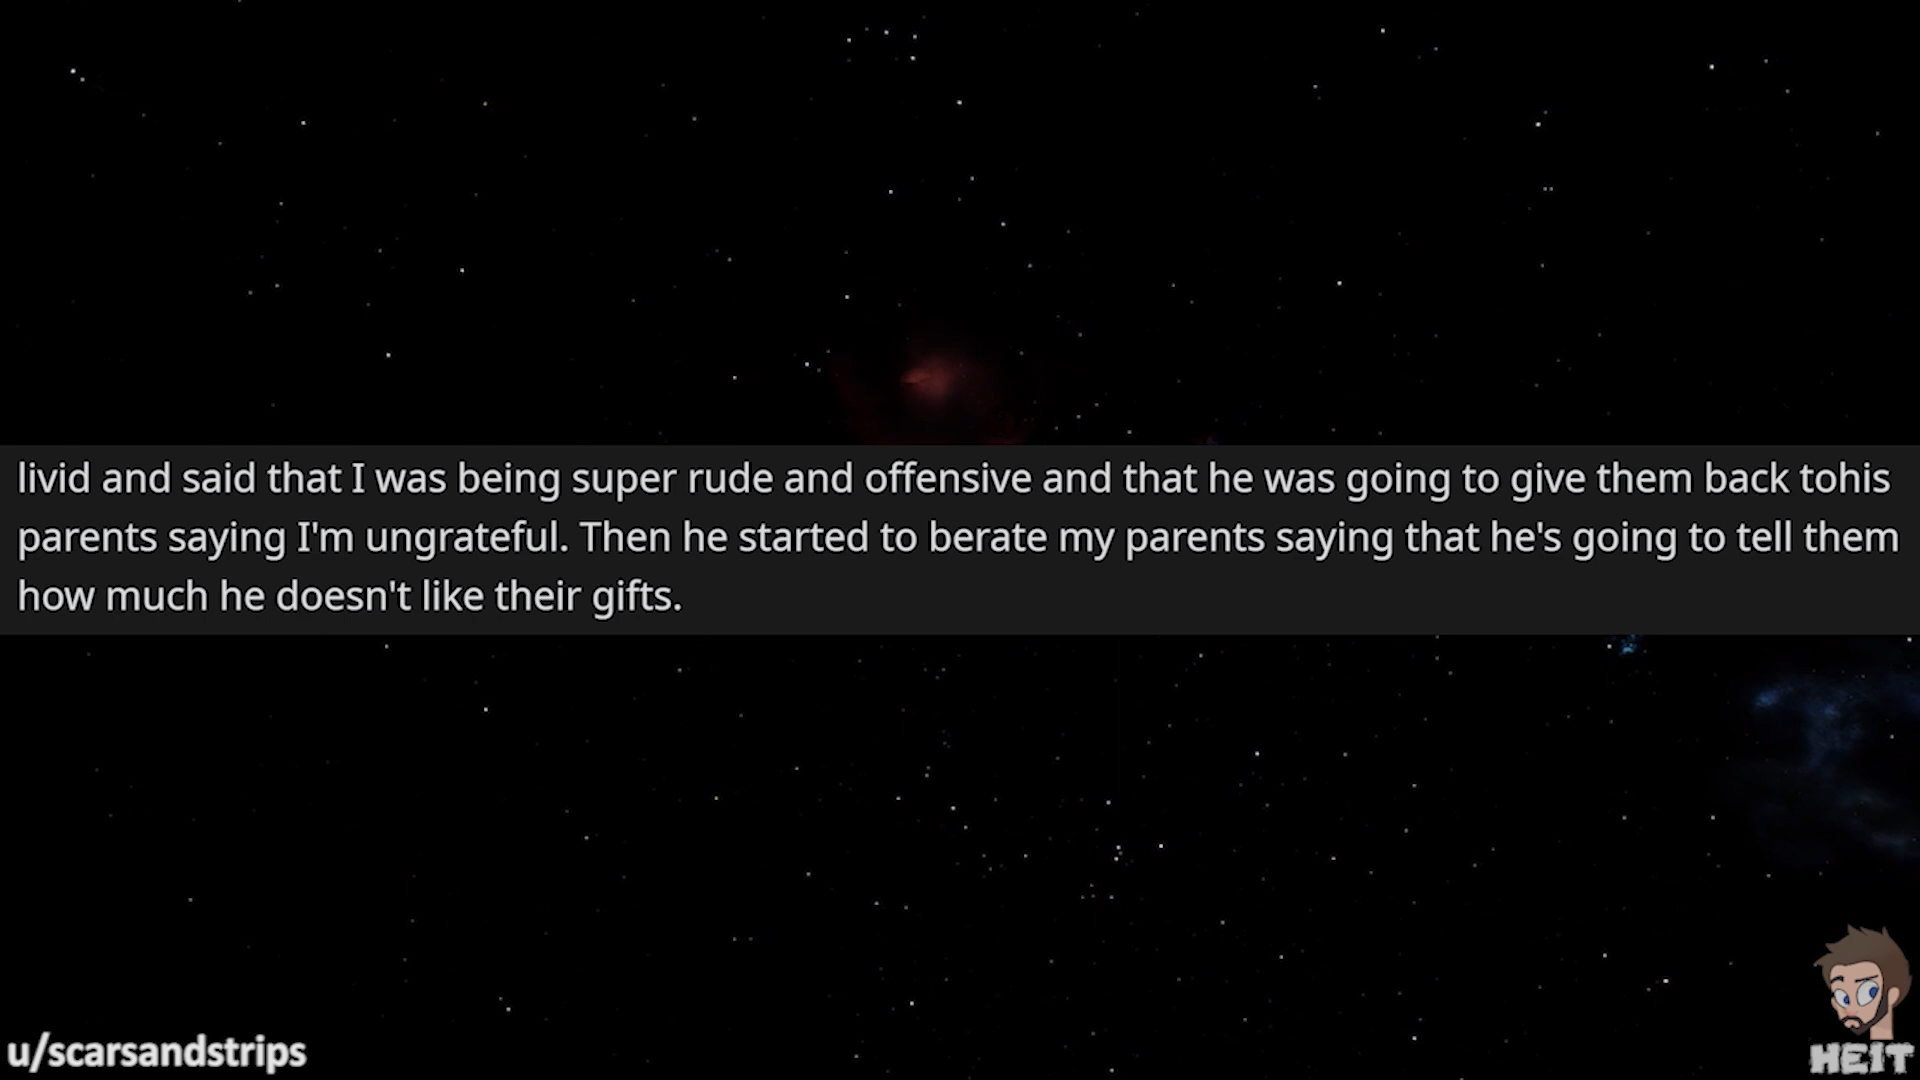 livid and said that I was being super rude and offensive and that he was going to give them back tohis
parents saying I'm ungrateful. Then he started to berate my parents saying that he's going to tell them
how much he doesn't like their gifts.
u/scarsandstrips
HEIT